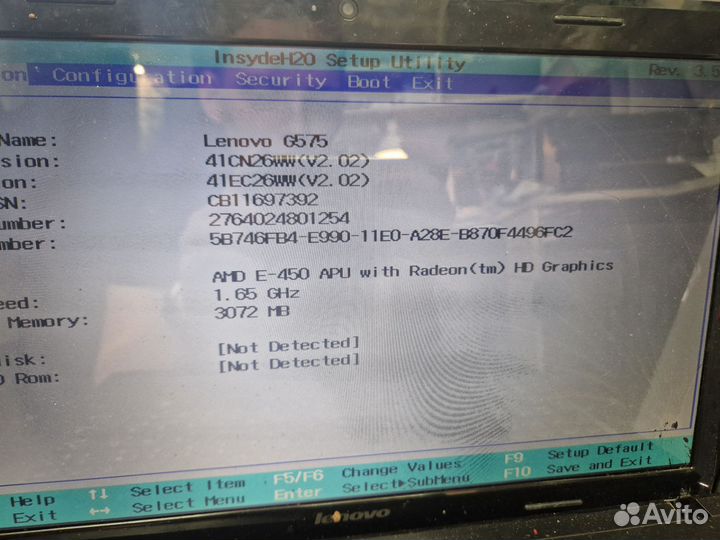 InsydeH2O Setup Utility
Rev. 3.5
on Configuration Security Boot Exit
Name: Lenovo G575
sion: 41CN26WW(V2.02)
on: 41EC26WW(V2.02)
SN: CB11697392
umber: 2764024801254
mber: 5B746FB4-E990-11E0-A28E-B870F4496FC2
AMD E-450 APU with Radeon(tm) HD Graphics
eed: 1.65 GHz
Memory: 3072 MB
isk: [Not Detected]
Rom: [Not Detected]
Help ↑↓ Select Item F5/F6 Change Values F9 Setup Default
Exit ↔ Select Menu Enter Select▶SubMenu F10 Save and Exit
lenovo
Avito